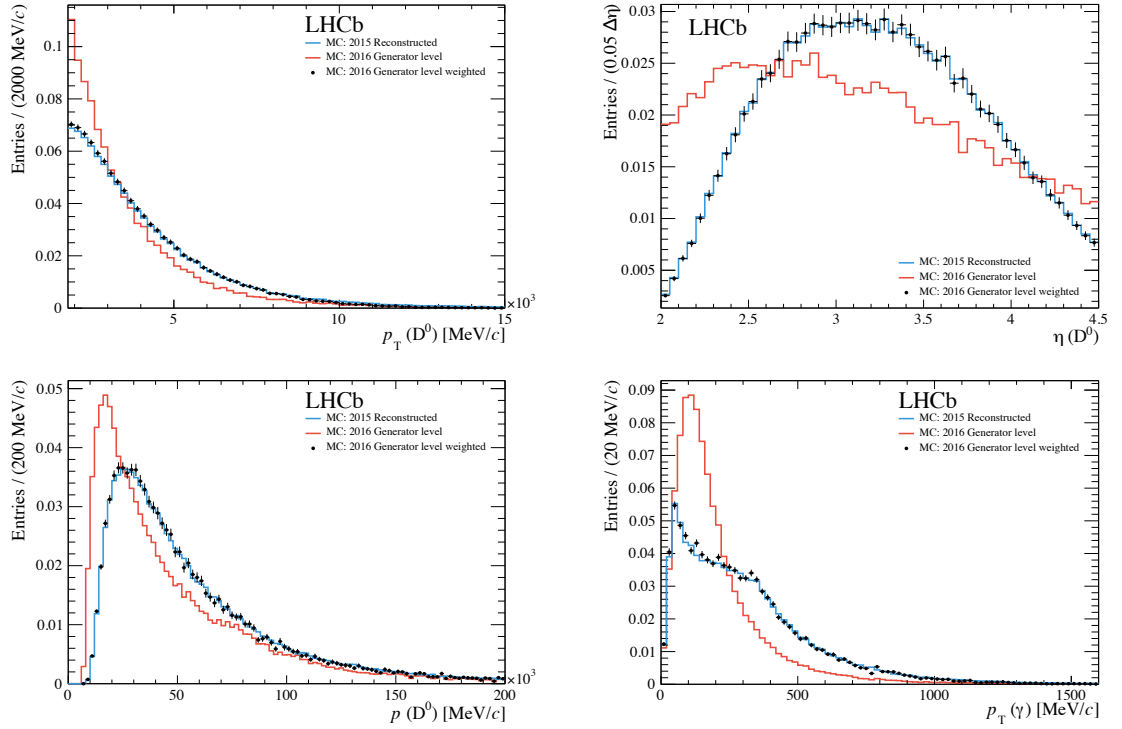 LHCb
MC: 2015 Reconstructed
MC: 2016 Generator level
MC: 2016 Generator level weighted
Entries / (2000 MeV/c)
0.1
0.08
0.06
0.04
0.02
0
5
10
15
×10³
p_T (D⁰) [MeV/c]
LHCb
MC: 2015 Reconstructed
MC: 2016 Generator level
MC: 2016 Generator level weighted
Entries / (0.05 Δη)
0.03
0.025
0.02
0.015
0.01
0.005
2.0
2.5
3
3.5
4
4.5
η (D⁰)
LHCb
MC: 2015 Reconstructed
MC: 2016 Generator level
MC: 2016 Generator level weighted
Entries / (200 MeV/c)
0.05
0.04
0.03
0.02
0.01
0
0
50
100
150
200
×10³
p (D⁰) [MeV/c]
LHCb
MC: 2015 Reconstructed
MC: 2016 Generator level
MC: 2016 Generator level weighted
Entries / (20 MeV/c)
0.09
0.08
0.07
0.06
0.05
0.04
0.03
0.02
0.01
0
0
500
1000
1500
p_T (γ) [MeV/c]